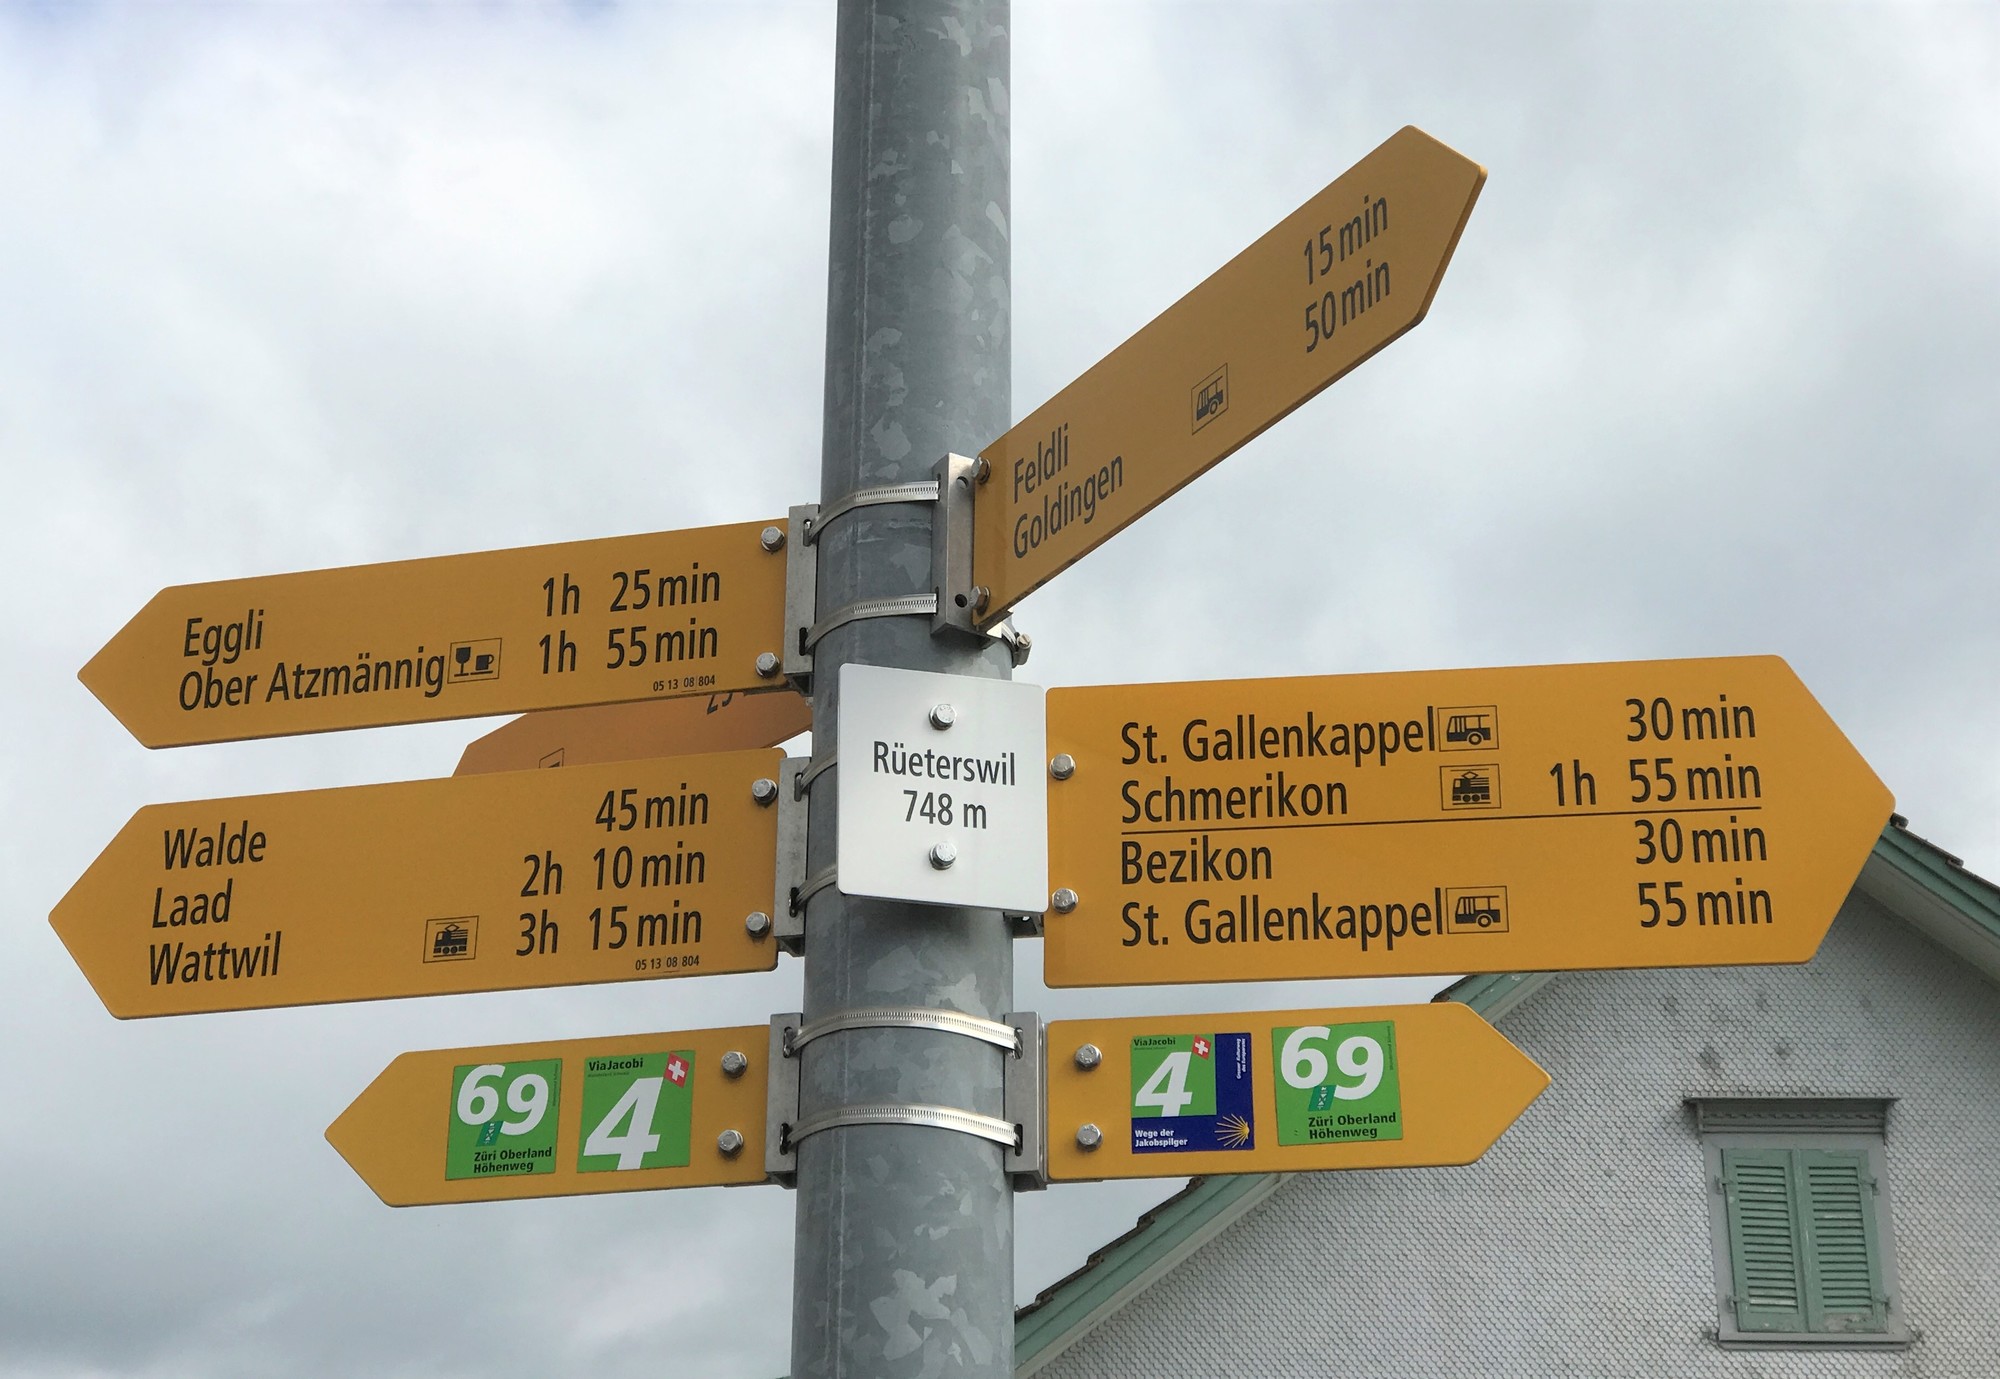 Feldli 15 min
Goldingen 50 min
Eggli 1h 25 min
Ober Atzmännig 1h 55 min
05 13 08 804
Rüeterswil
748 m
Walde 45 min
Laad 2h 10 min
Wattwil 3h 15 min
05 13 08 804
St. Gallenkappel 30 min
Schmerikon 1h 55 min
Bezikon 30 min
St. Gallenkappel 55 min
69
Züri Oberland
Höhenweg
ViaJacobi
4
ViaJacobi
4
Wege der
Jakobspilger
69
Züri Oberland
Höhenweg